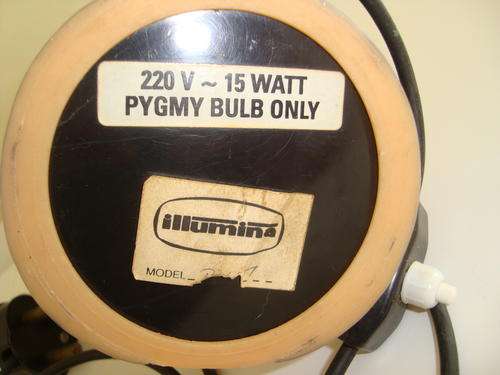 220 V ~ 15 WATT
PYGMY BULB ONLY
illumina
MODEL